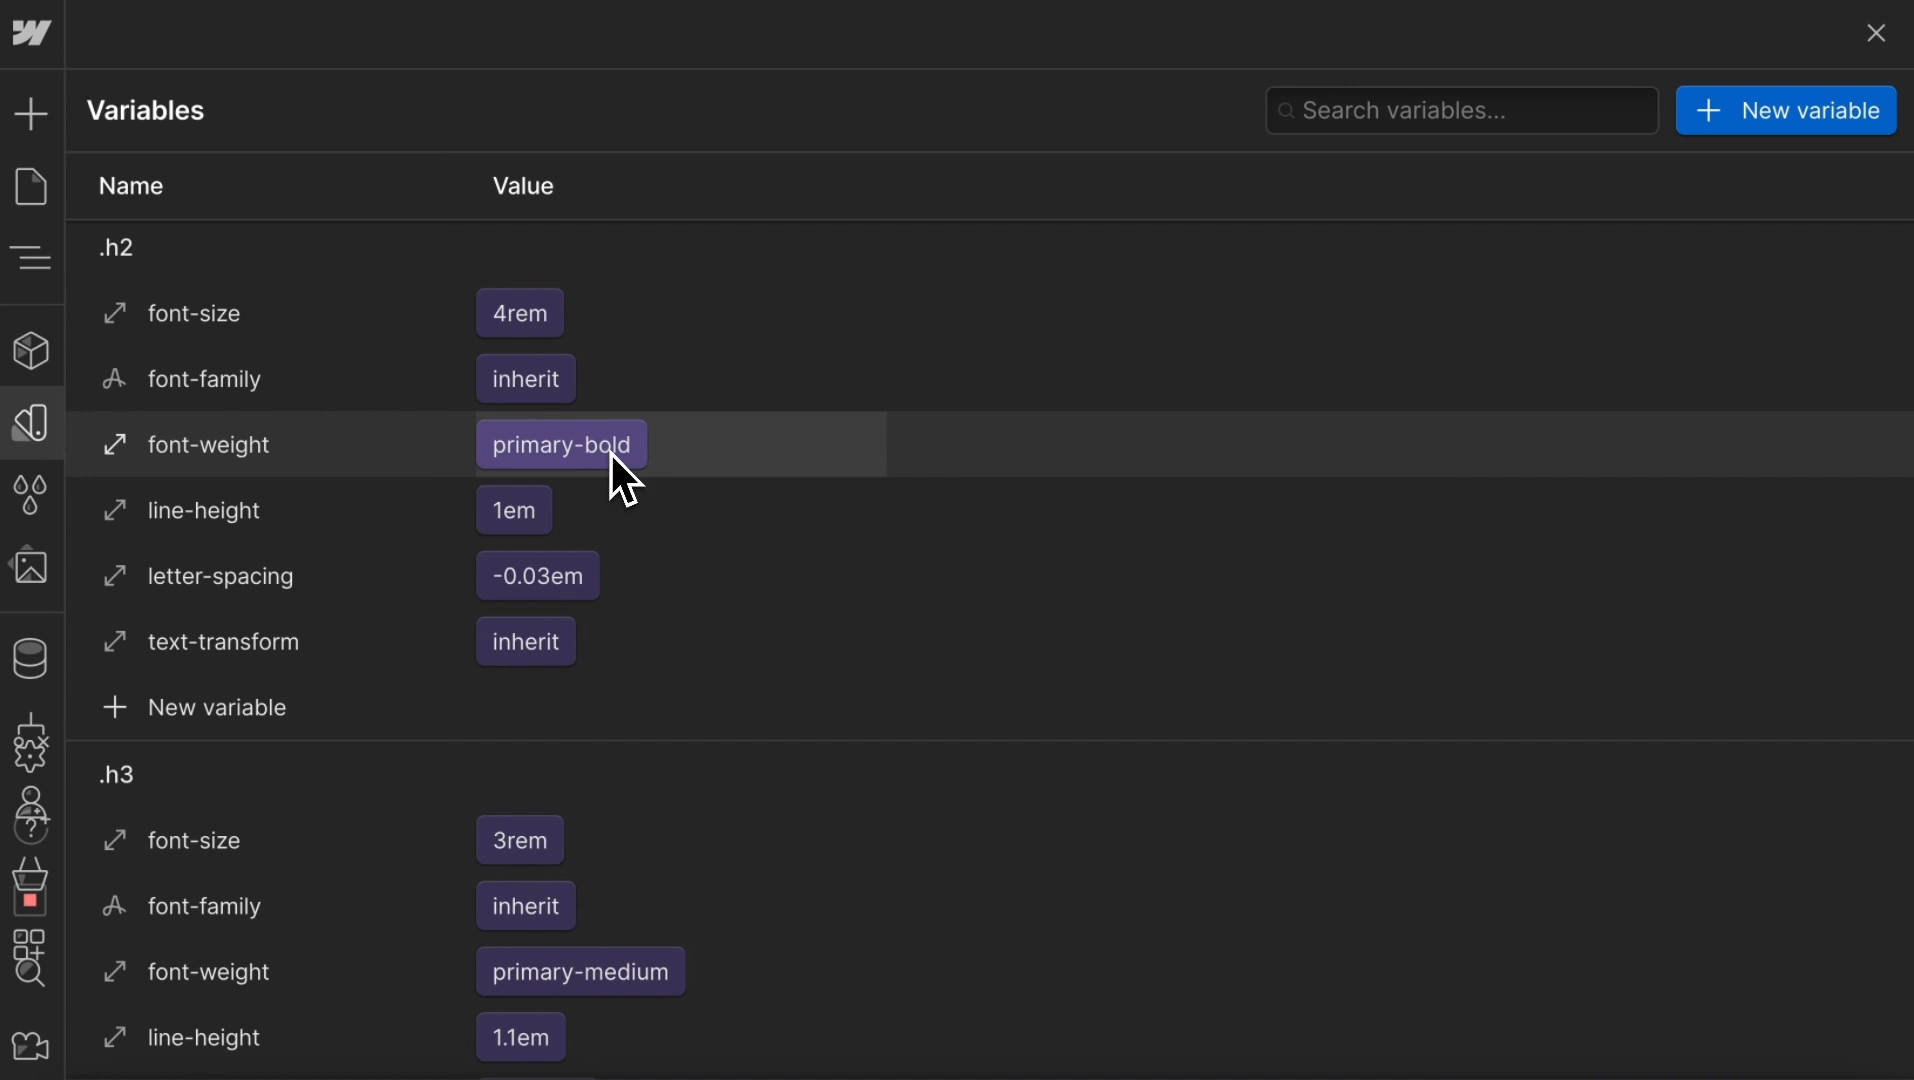 Variables
Search variables...
New variable
Name Value
.h2
font-size 4rem
font-family inherit
font-weight primary-bold
line-height 1em
letter-spacing -0.03em
text-transform inherit
New variable
.h3
font-size 3rem
font-family inherit
font-weight primary-medium
line-height 1.1em